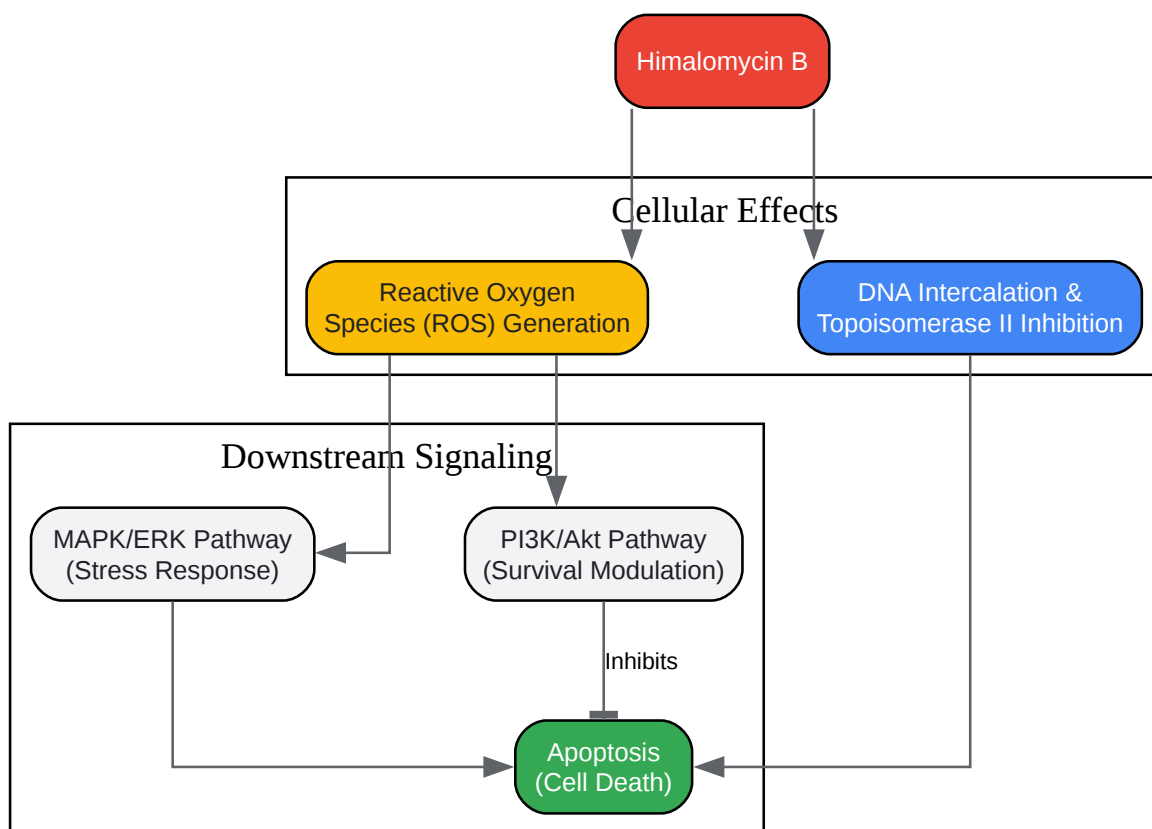 Himalomycin B
Cellular Effects
Reactive Oxygen
Species (ROS) Generation
DNA Intercalation &
Topoisomerase II Inhibition
Downstream Signaling
MAPK/ERK Pathway
(Stress Response)
PI3K/Akt Pathway
(Survival Modulation)
Inhibits
Apoptosis
(Cell Death)